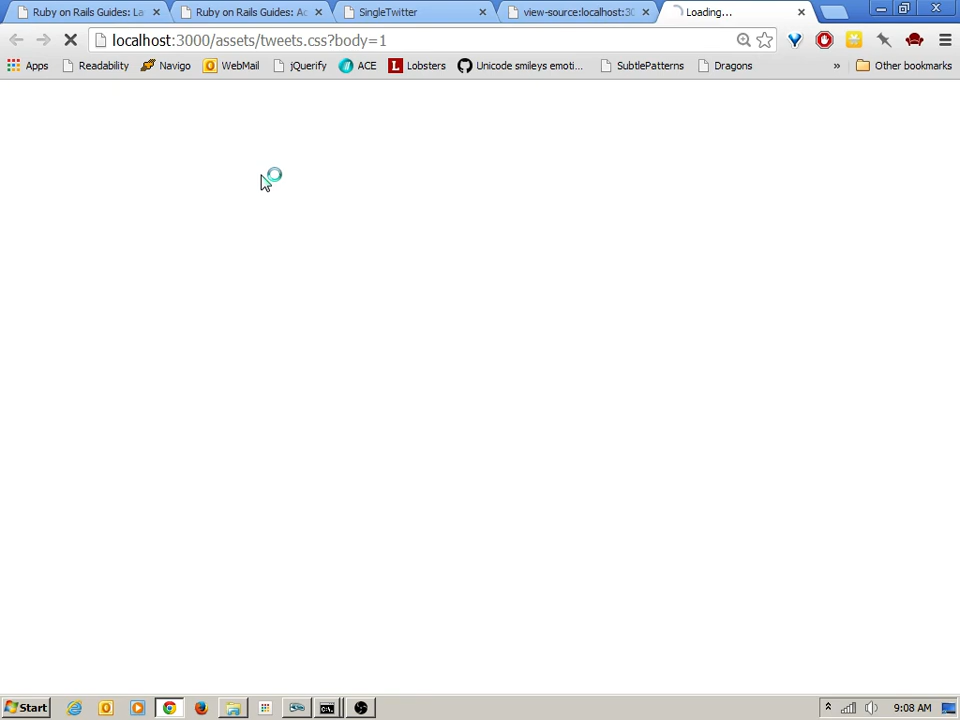 Ruby on Rails Guides: La
Ruby on Rails Guides: Ac
SingleTwitter
view-source:localhost:30
Loading...
localhost:3000/assets/tweets.css?body=1
Apps
Readability
Navigo
WebMail
jQuerify
ACE
Lobsters
Unicode smileys emoti...
SubtlePatterns
Dragons
»
Other bookmarks
Start
9:08 AM